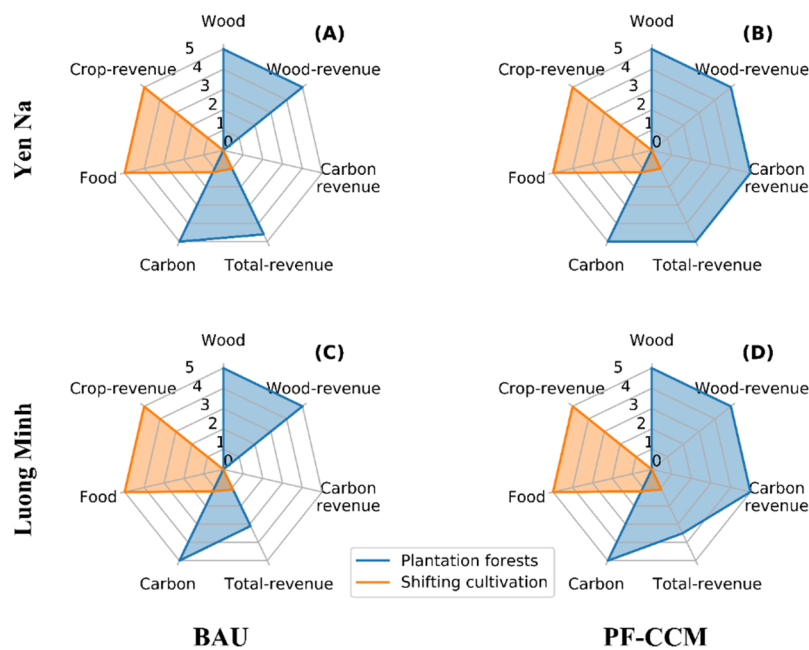 Yen Na
(A)
Wood
Wood-revenue
Carbon
revenue
Total-revenue
Carbon
Food
Crop-revenue
5
4
3
2
1
0
(B)
Wood
Wood-revenue
Carbon
revenue
Total-revenue
Carbon
Food
Crop-revenue
5
4
3
2
1
0
Luong Minh
(C)
Wood
Wood-revenue
Carbon
revenue
Total-revenue
Carbon
Food
Crop-revenue
5
4
3
2
1
0
(D)
Wood
Wood-revenue
Carbon
revenue
Total-revenue
Carbon
Food
Crop-revenue
5
4
3
2
1
0
Plantation forests
Shifting cultivation
BAU
PF-CCM